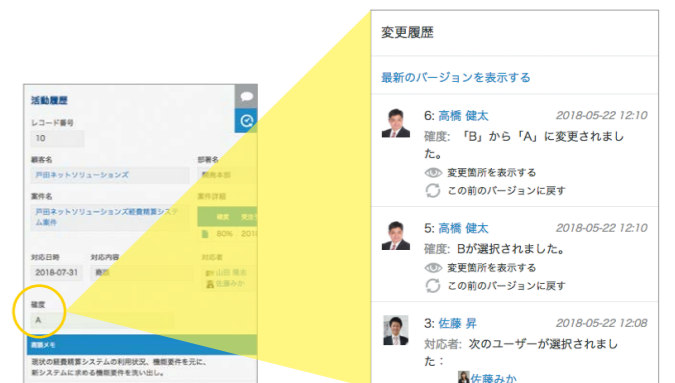 活動履歴
レコード番号
10
顧客名
部署名
戸田ネットソリューションズ
開発本部
案件名
案件詳細
戸田ネットソリューションズ経費精算システ
ム案件
確度
80%
対応日時
対応内容
対応者
2018-07-31
商談
佐藤みか
確度
A
商談メモ
現状の経費精算システムの利用状況、機能要件を元に、
新システムに求める機能要件を洗い出し。
変更履歴
最新のバージョンを表示する
6: 高橋 健太
2018-05-22 12:10
確度: 「B」から「A」に変更されまし
た。
変更箇所を表示する
この前のバージョンに戻す
5: 高橋 健太
2018-05-22 12:10
確度: Bが選択されました。
変更箇所を表示する
この前のバージョンに戻す
3: 佐藤 昇
2018-05-22 12:08
対応者: 次のユーザーが選択されまし
た：
佐藤みか